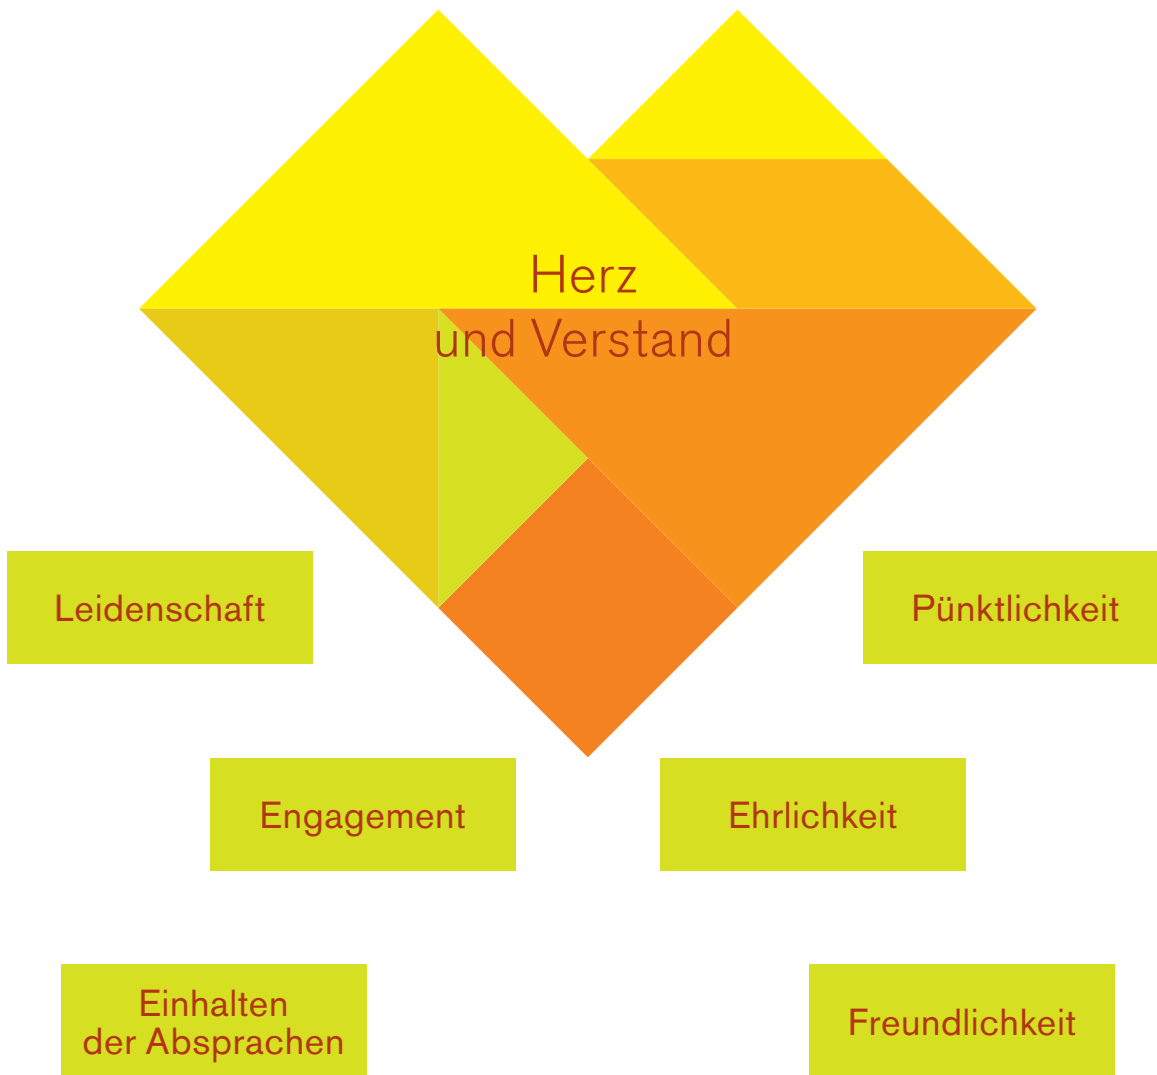 Herz
und Verstand
Leidenschaft
Pünktlichkeit
Engagement
Ehrlichkeit
Einhalten
der Absprachen
Freundlichkeit